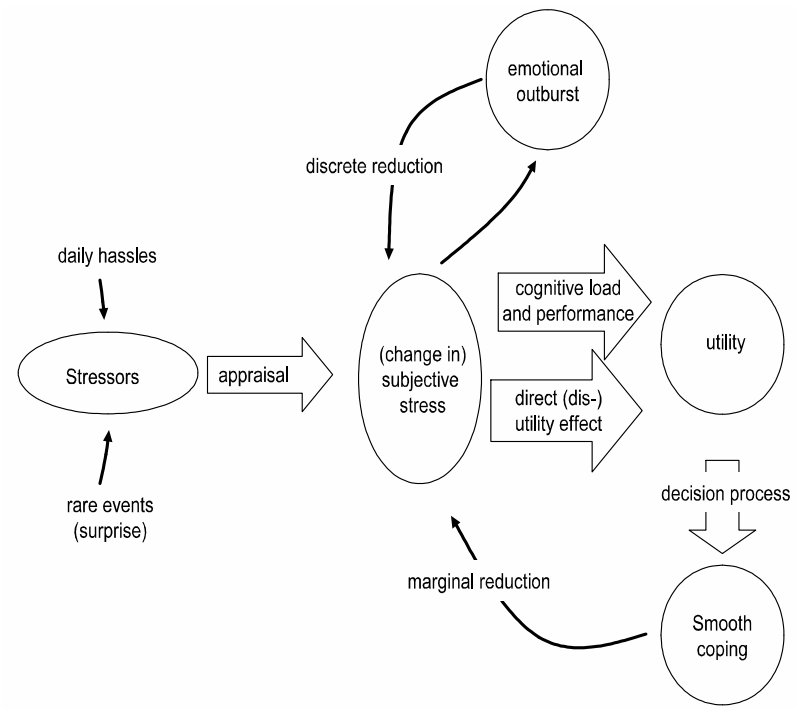 emotional
outburst
discrete reduction
daily hassles
cognitive load
and performance
(change in)
subjective
stress
utility
Stressors
appraisal
direct (dis-)
utility effect
rare events
(surprise)
decision process
marginal reduction
Smooth
coping